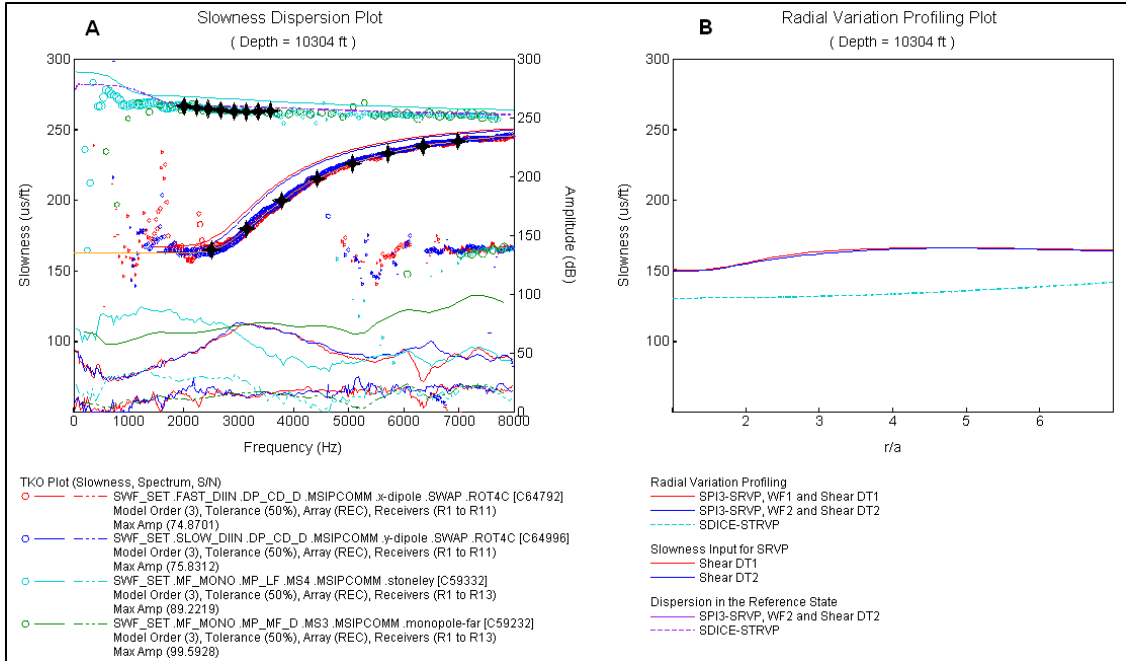 A
Slowness Dispersion Plot
( Depth = 10304 ft )
300
250
200
150
100
Slowness (us/ft)
300
250
200
150
100
50
0
Amplitude (dB)
0 1000 2000 3000 4000 5000 6000 7000 8000
Frequency (Hz)
B
Radial Variation Profiling Plot
( Depth = 10304 ft )
300
250
200
150
100
Slowness (us/ft)
2 3 4 5 6
r/a
TKO Plot (Slowness, Spectrum, S/N)
SWF_SET .FAST_DIIN .DP_CD_D .MSIPCOMM .x-dipole .SWAP .ROT4C [C64792]
Model Order (3), Tolerance (50%), Array (REC), Receivers (R1 to R11)
Max Amp (74.8701)
SWF_SET .SLOW_DIIN .DP_CD_D .MSIPCOMM .y-dipole .SWAP .ROT4C [C64996]
Model Order (3), Tolerance (50%), Array (REC), Receivers (R1 to R11)
Max Amp (75.8312)
SWF_SET .MF_MONO .MP_LF .MS4 .MSIPCOMM .stoneley [C59332]
Model Order (3), Tolerance (50%), Array (REC), Receivers (R1 to R13)
Max Amp (89.2219)
SWF_SET .MF_MONO .MP_MF_D .MS3 .MSIPCOMM .monopole-far [C59232]
Model Order (3), Tolerance (50%), Array (REC), Receivers (R1 to R13)
Max Amp (99.5928)
Radial Variation Profiling
SPI3-SRVP, WF1 and Shear DT1
SPI3-SRVP, WF2 and Shear DT2
SDICE-STRVP
Slowness Input for SRVP
Shear DT1
Shear DT2
Dispersion in the Reference State
SPI3-SRVP, WF2 and Shear DT2
SDICE-STRVP